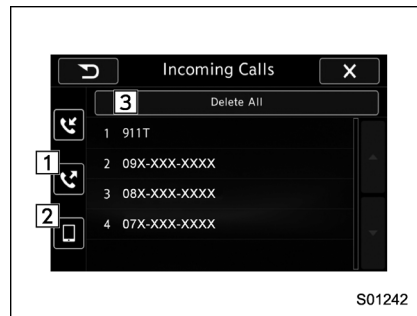 Incoming Calls
X
3 Delete All
1 911T
1
2 09X-XXX-XXXX
3 08X-XXX-XXXX
2
4 07X-XXX-XXXX
S01242